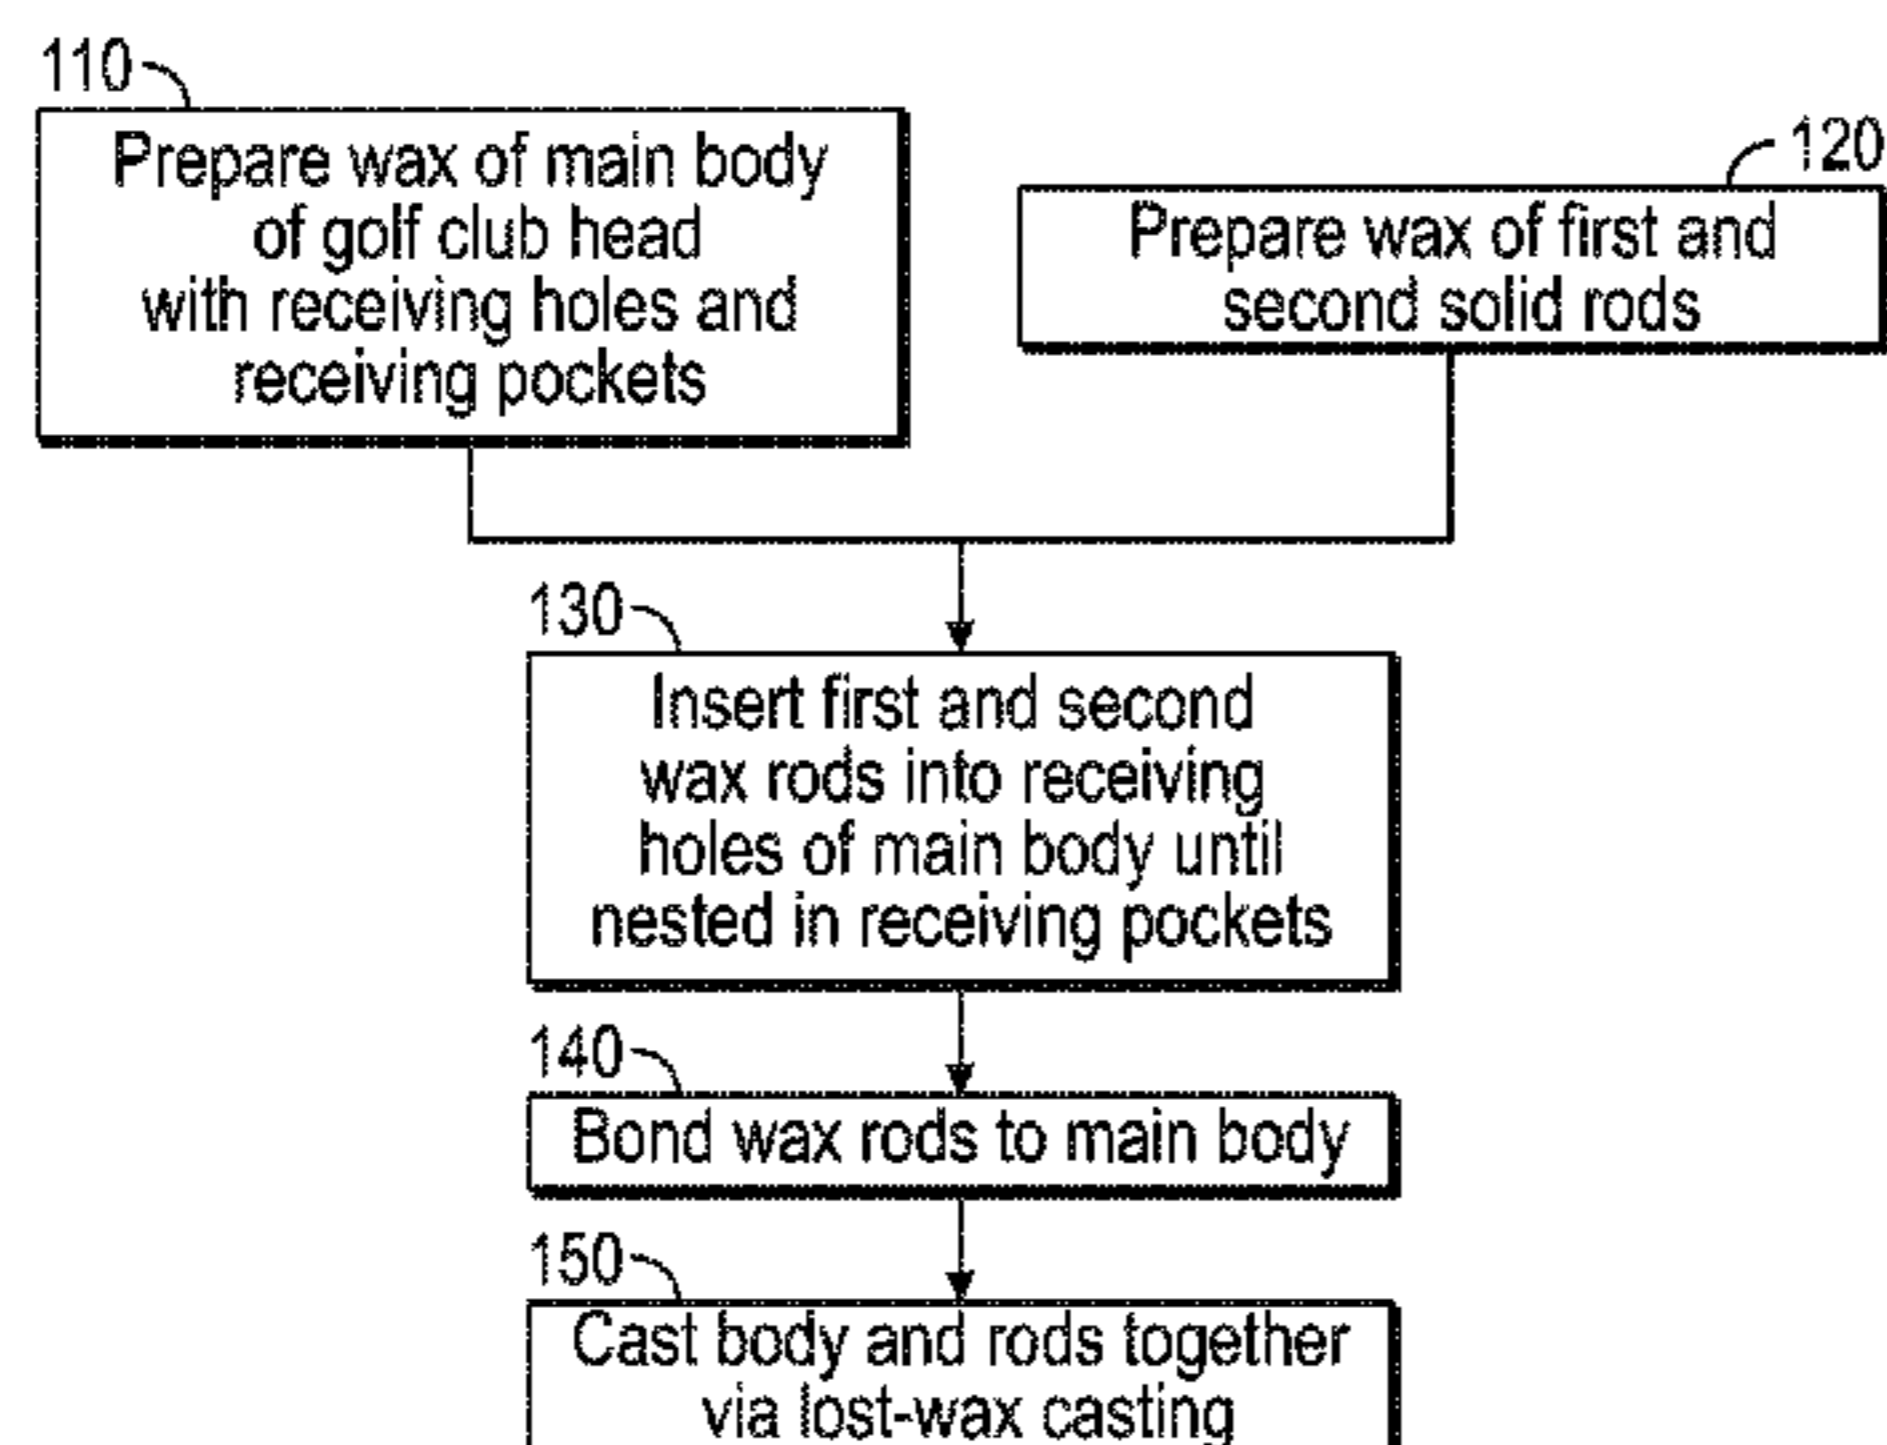 110
Prepare wax of main body
of golf club head
with receiving holes and
receiving pockets
120
Prepare wax of first and
second solid rods
130
Insert first and second
wax rods into receiving
holes of main body until
nested in receiving pockets
140
Bond wax rods to main body
150
Cast body and rods together
via lost-wax casting